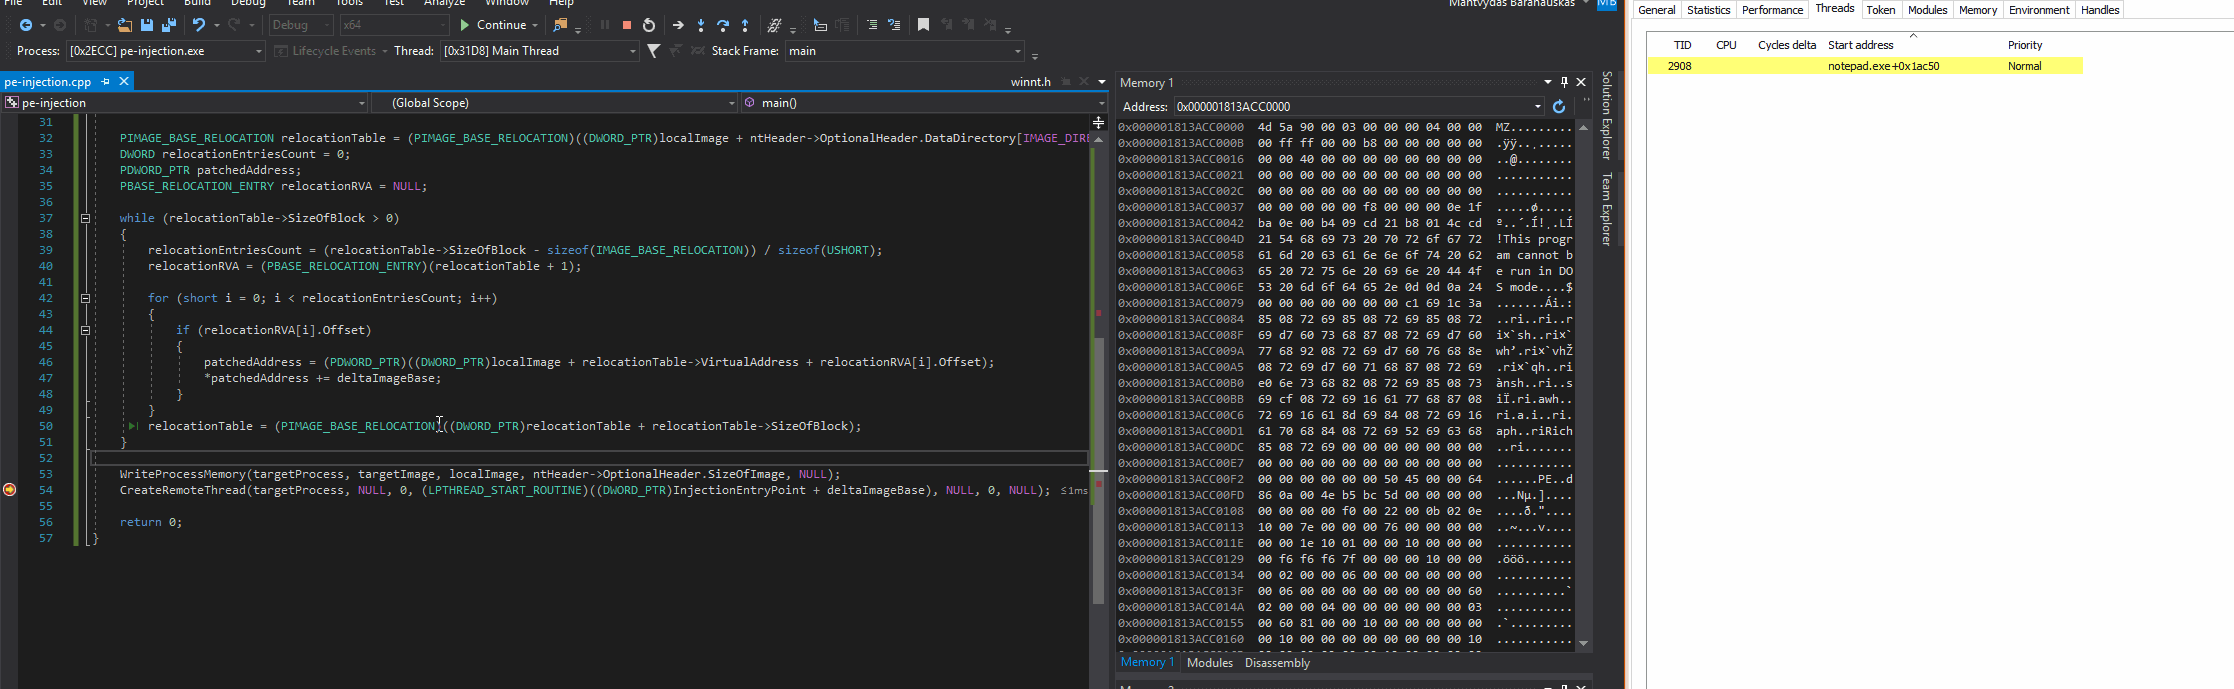 File Edit View Project Build Debug Team Tools Test Analyze Window Help Mantvydas Baranauskas MB
Debug x64 Continue
Process: [0x2ECC] pe-injection.exe Lifecycle Events Thread: [0x31D8] Main Thread Stack Frame: main
pe-injection.cpp winnt.h
pe-injection (Global Scope) main()
31
32 PIMAGE_BASE_RELOCATION relocationTable = (PIMAGE_BASE_RELOCATION)((DWORD_PTR)localImage + ntHeader->OptionalHeader.DataDirectory[IMAGE_DIRE
33 DWORD relocationEntriesCount = 0;
34 PDWORD_PTR patchedAddress;
35 PBASE_RELOCATION_ENTRY relocationRVA = NULL;
36
37 while (relocationTable->SizeOfBlock > 0)
38 {
39 relocationEntriesCount = (relocationTable->SizeOfBlock - sizeof(IMAGE_BASE_RELOCATION)) / sizeof(USHORT);
40 relocationRVA = (PBASE_RELOCATION_ENTRY)(relocationTable + 1);
41
42 for (short i = 0; i < relocationEntriesCount; i++)
43 {
44 if (relocationRVA[i].Offset)
45 {
46 patchedAddress = (PDWORD_PTR)((DWORD_PTR)localImage + relocationTable->VirtualAddress + relocationRVA[i].Offset);
47 *patchedAddress += deltaImageBase;
48 }
49 }
50 relocationTable = (PIMAGE_BASE_RELOCATION)((DWORD_PTR)relocationTable + relocationTable->SizeOfBlock);
51 }
52
53 WriteProcessMemory(targetProcess, targetImage, localImage, ntHeader->OptionalHeader.SizeOfImage, NULL);
54 CreateRemoteThread(targetProcess, NULL, 0, (LPTHREAD_START_ROUTINE)((DWORD_PTR)InjectionEntryPoint + deltaImageBase), NULL, 0, NULL); ≤1ms
55
56 return 0;
57 }
Memory 1
Address: 0x000001813ACC0000
0x000001813ACC0000 4d 5a 90 00 03 00 00 00 04 00 00 MZ.........
0x000001813ACC000B 00 ff ff 00 00 b8 00 00 00 00 00 .ÿÿ..¸.....
0x000001813ACC0016 00 00 40 00 00 00 00 00 00 00 00 ..@........
0x000001813ACC0021 00 00 00 00 00 00 00 00 00 00 00 ...........
0x000001813ACC002C 00 00 00 00 00 00 00 00 00 00 00 ...........
0x000001813ACC0037 00 00 00 00 00 f8 00 00 00 0e 1f .....ø.....
0x000001813ACC0042 ba 0e 00 b4 09 cd 21 b8 01 4c cd º..´.Í!¸.LÍ
0x000001813ACC004D 21 54 68 69 73 20 70 72 6f 67 72 !This progr
0x000001813ACC0058 61 6d 20 63 61 6e 6e 6f 74 20 62 am cannot b
0x000001813ACC0063 65 20 72 75 6e 20 69 6e 20 44 4f e run in DO
0x000001813ACC006E 53 20 6d 6f 64 65 2e 0d 0d 0a 24 S mode....$
0x000001813ACC0079 00 00 00 00 00 00 00 c1 69 1c 3a .......Ái.:
0x000001813ACC0084 85 08 72 69 85 08 72 69 85 08 72 ..ri..ri..r
0x000001813ACC008F 69 d7 60 73 68 87 08 72 69 d7 60 i×`sh..ri×`
0x000001813ACC009A 77 68 92 08 72 69 d7 60 76 68 8e wh’.ri×`vhŽ
0x000001813ACC00A5 08 72 69 d7 60 71 68 87 08 72 69 .ri×`qh..ri
0x000001813ACC00B0 e0 6e 73 68 82 08 72 69 85 08 73 ànsh..ri..s
0x000001813ACC00BB 69 cf 08 72 69 16 61 77 68 87 08 iÏ.ri.awh..
0x000001813ACC00C6 72 69 16 61 8d 69 84 08 72 69 16 ri.a.i..ri.
0x000001813ACC00D1 61 70 68 84 08 72 69 52 69 63 68 aph..riRich
0x000001813ACC00DC 85 08 72 69 00 00 00 00 00 00 00 ..ri.......
0x000001813ACC00E7 00 00 00 00 00 00 00 00 00 00 00 ...........
0x000001813ACC00F2 00 00 00 00 00 00 50 45 00 00 64 ......PE..d
0x000001813ACC00FD 86 0a 00 4e b5 bc 5d 00 00 00 00 ...Nµ.]....
0x000001813ACC0108 00 00 00 00 f0 00 22 00 0b 02 0e ....ð."....
0x000001813ACC0113 10 00 7e 00 00 00 76 00 00 00 00 ..~...v....
0x000001813ACC011E 00 00 1e 10 01 00 00 10 00 00 00 ...........
0x000001813ACC0129 00 f6 f6 f6 7f 00 00 00 10 00 00 .ööö.......
0x000001813ACC0134 00 02 00 00 06 00 00 00 00 00 00 ...........
0x000001813ACC013F 00 06 00 00 00 00 00 00 00 00 60 ..........`
0x000001813ACC014A 02 00 00 04 00 00 00 00 00 00 03 ...........
0x000001813ACC0155 00 60 81 00 00 10 00 00 00 00 00 .`.........
0x000001813ACC0160 00 10 00 00 00 00 00 00 00 00 10 ...........
Memory 1 Modules Disassembly
Solution Explorer
Team Explorer
General Statistics Performance Threads Token Modules Memory Environment Handles
TID CPU Cycles delta Start address Priority
2908 notepad.exe+0x1ac50 Normal